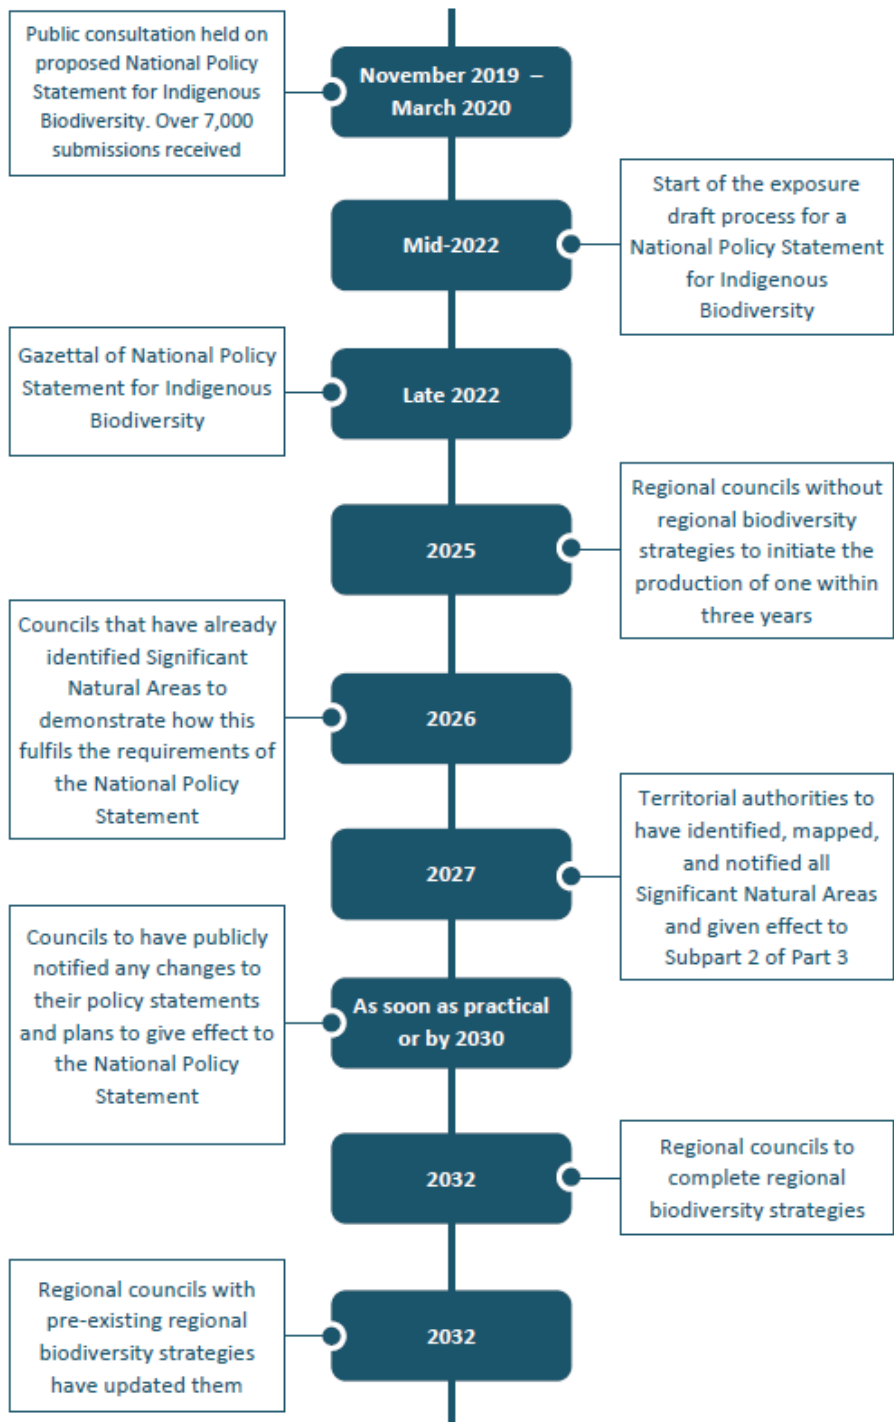 Public consultation held on
proposed National Policy
Statement for Indigenous
Biodiversity. Over 7,000
submissions received
November 2019 –
March 2020
Mid-2022
Start of the exposure
draft process for a
National Policy Statement
for Indigenous
Biodiversity
Gazettal of National Policy
Statement for Indigenous
Biodiversity
Late 2022
2025
Regional councils without
regional biodiversity
strategies to initiate the
production of one within
three years
Councils that have already
identified Significant
Natural Areas to
demonstrate how this
fulfils the requirements of
the National Policy
Statement
2026
2027
Territorial authorities to
have identified, mapped,
and notified all
Significant Natural Areas
and given effect to
Subpart 2 of Part 3
Councils to have publicly
notified any changes to
their policy statements
and plans to give effect to
the National Policy
Statement
As soon as practical
or by 2030
2032
Regional councils to
complete regional
biodiversity strategies
Regional councils with
pre-existing regional
biodiversity strategies
have updated them
2032